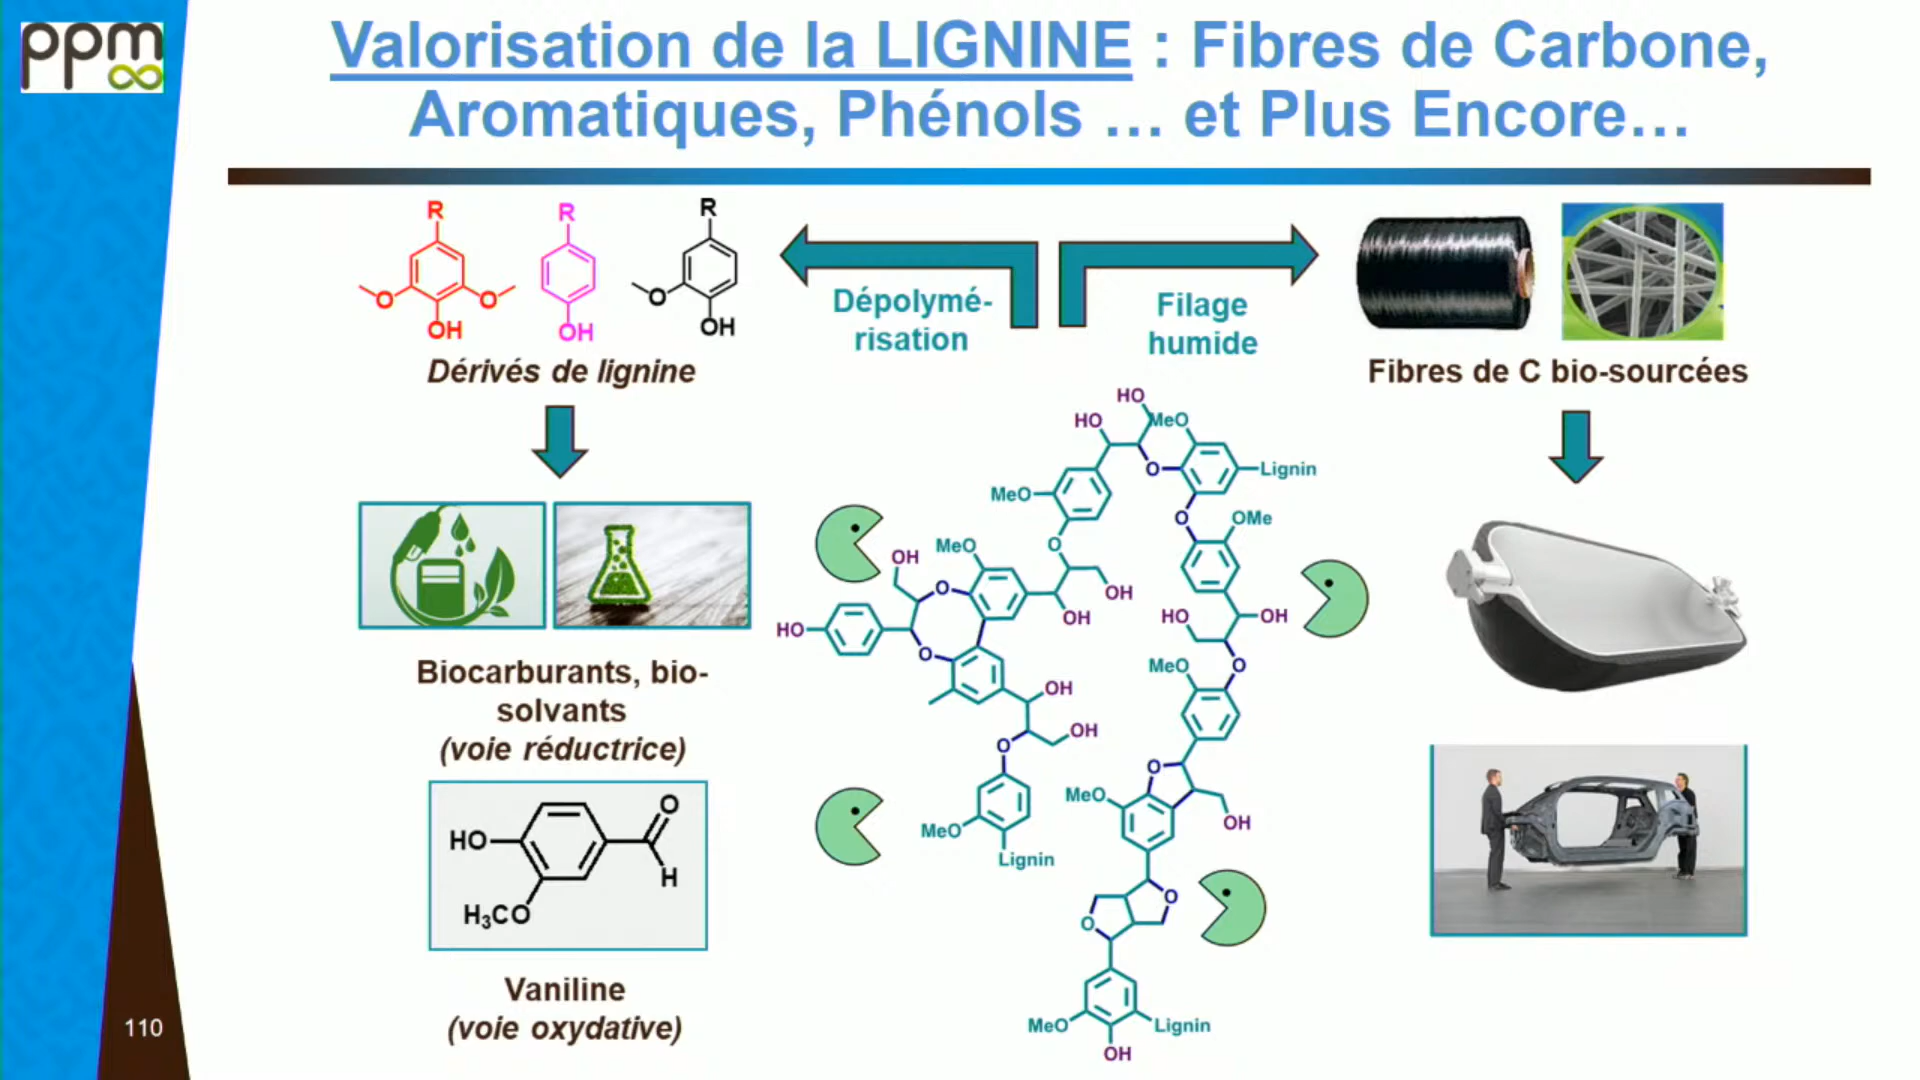 ppm
Valorisation de la LIGNINE : Fibres de Carbone,
Aromatiques, Phénols … et Plus Encore…
R
O
O
OH
R
OH
R
O
OH
Dérivés de lignine
Dépolymé-
risation
Filage
humide
Fibres de C bio-sourcées
Biocarburants, bio-
solvants
(voie réductrice)
HO
O
H
H₃CO
Vaniline
(voie oxydative)
HO
HO
MeO
O
Lignin
MeO
O
OMe
O
MeO
OH
O
OH
OH
HO
O
HO
OH
MeO
O
OH
OH
O
MeO
Lignin
O
MeO
OH
O
O
MeO
Lignin
OH
110